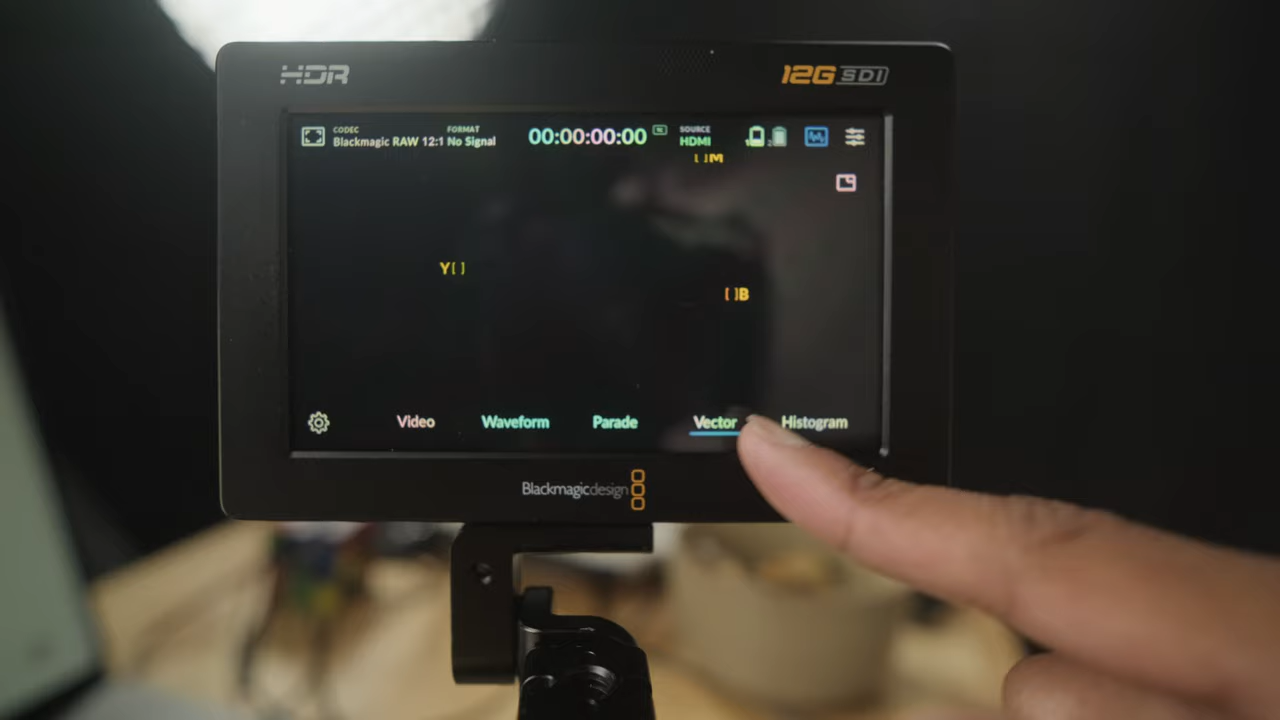 HDR
12G SDI
CODEC FORMAT SOURCE
Blackmagic RAW 12:1 No Signal 00:00:00:00 HDMI
[ ]M
Y[ ]
[ ]B
Video Waveform Parade Vector Histogram
Blackmagicdesign